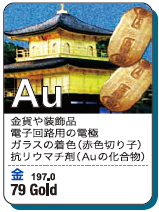 Au
金貨や装飾品
電子回路用の電極
ガラスの着色(赤色切り子)
抗リウマチ剤(Auの化合物)
金 197.0
79 Gold